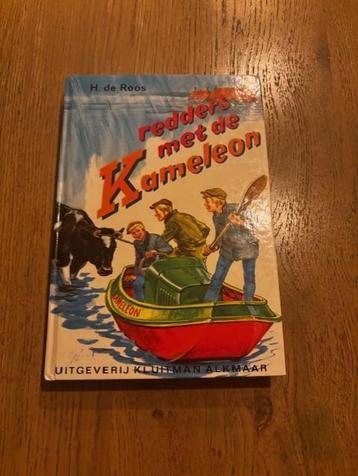 H. de Roos
redders
met de
Kameleon
KAMELEON
UITGEVERIJ KLUITMAN ALKMAAR